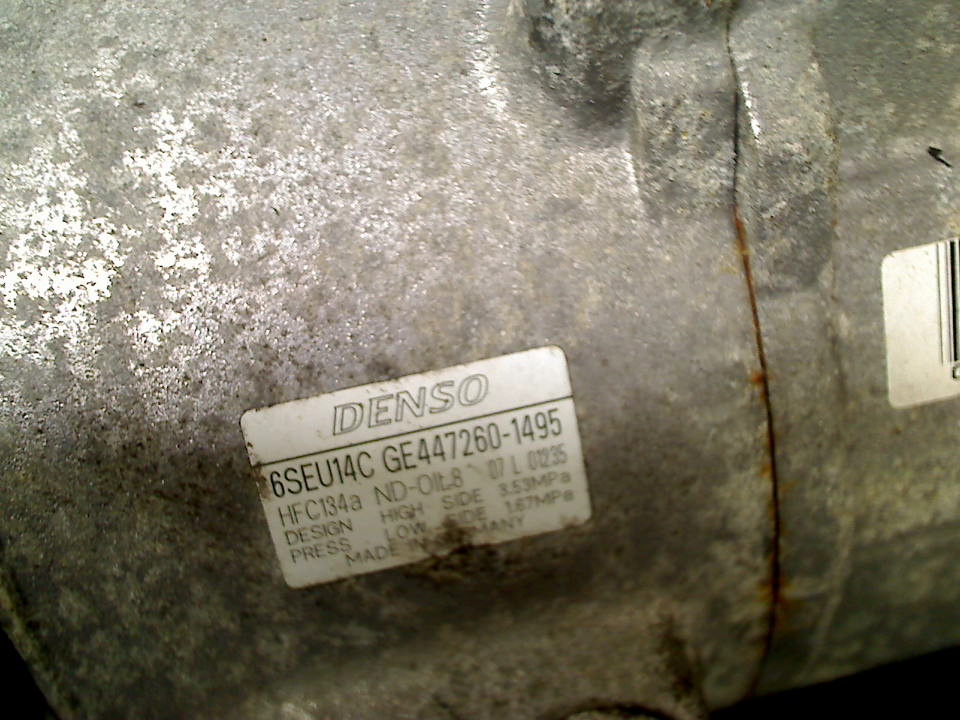 DENSO
6SEU14C GE447260-1495
HFC134a ND-OIL8 07 L 01235
DESIGN HIGH SIDE 3.53MPa
PRESS LOW SIDE 1.67MPa
MADE IN GERMANY